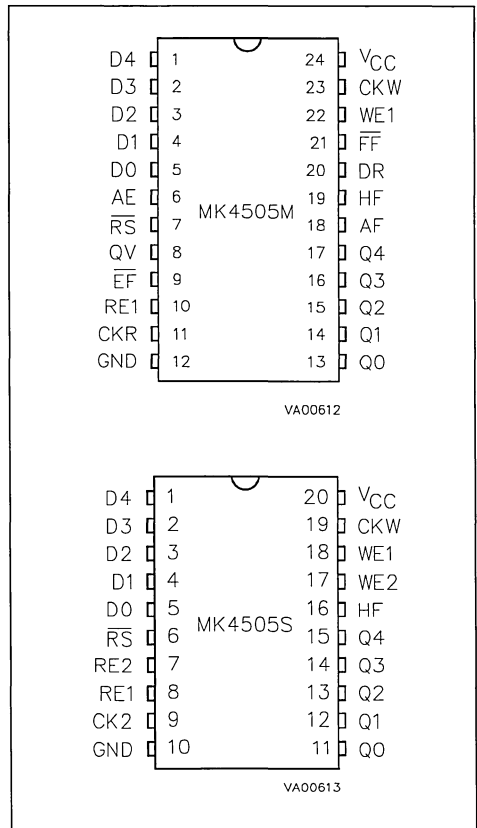 D4 1 24 VCC
D3 2 23 CKW
D2 3 22 WE1
D1 4 21 F̅F̅
D0 5 20 DR
AE 6 19 HF
R̅S̅ 7 MK4505M 18 AF
QV 8 17 Q4
E̅F̅ 9 16 Q3
RE1 10 15 Q2
CKR 11 14 Q1
GND 12 13 Q0
VA00612
D4 1 20 VCC
D3 2 19 CKW
D2 3 18 WE1
D1 4 17 WE2
D0 5 16 HF
R̅S̅ 6 MK4505S 15 Q4
RE2 7 14 Q3
RE1 8 13 Q2
CK2 9 12 Q1
GND 10 11 Q0
VA00613